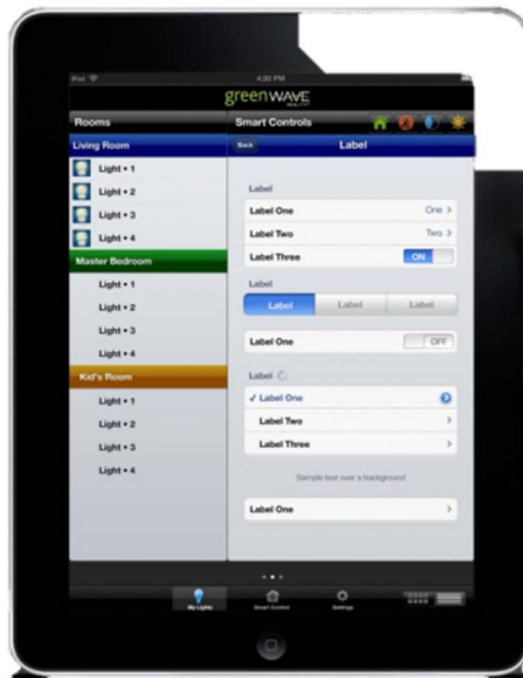 iPad
4:20 PM
greenwave
Rooms
Smart Controls
Living Room
Back
Label
Light • 1
Light • 2
Light • 3
Light • 4
Master Bedroom
Light • 1
Light • 2
Light • 3
Light • 4
Kid's Room
Light • 1
Light • 2
Light • 3
Light • 4
Label
Label One
One
Label Two
Two
Label Three
ON
Label
Label
Label
Label
Label One
OFF
Label
✓ Label One
Label Two
Label Three
Sample text over a background
Label One
My Lights
Smart Control
Settings